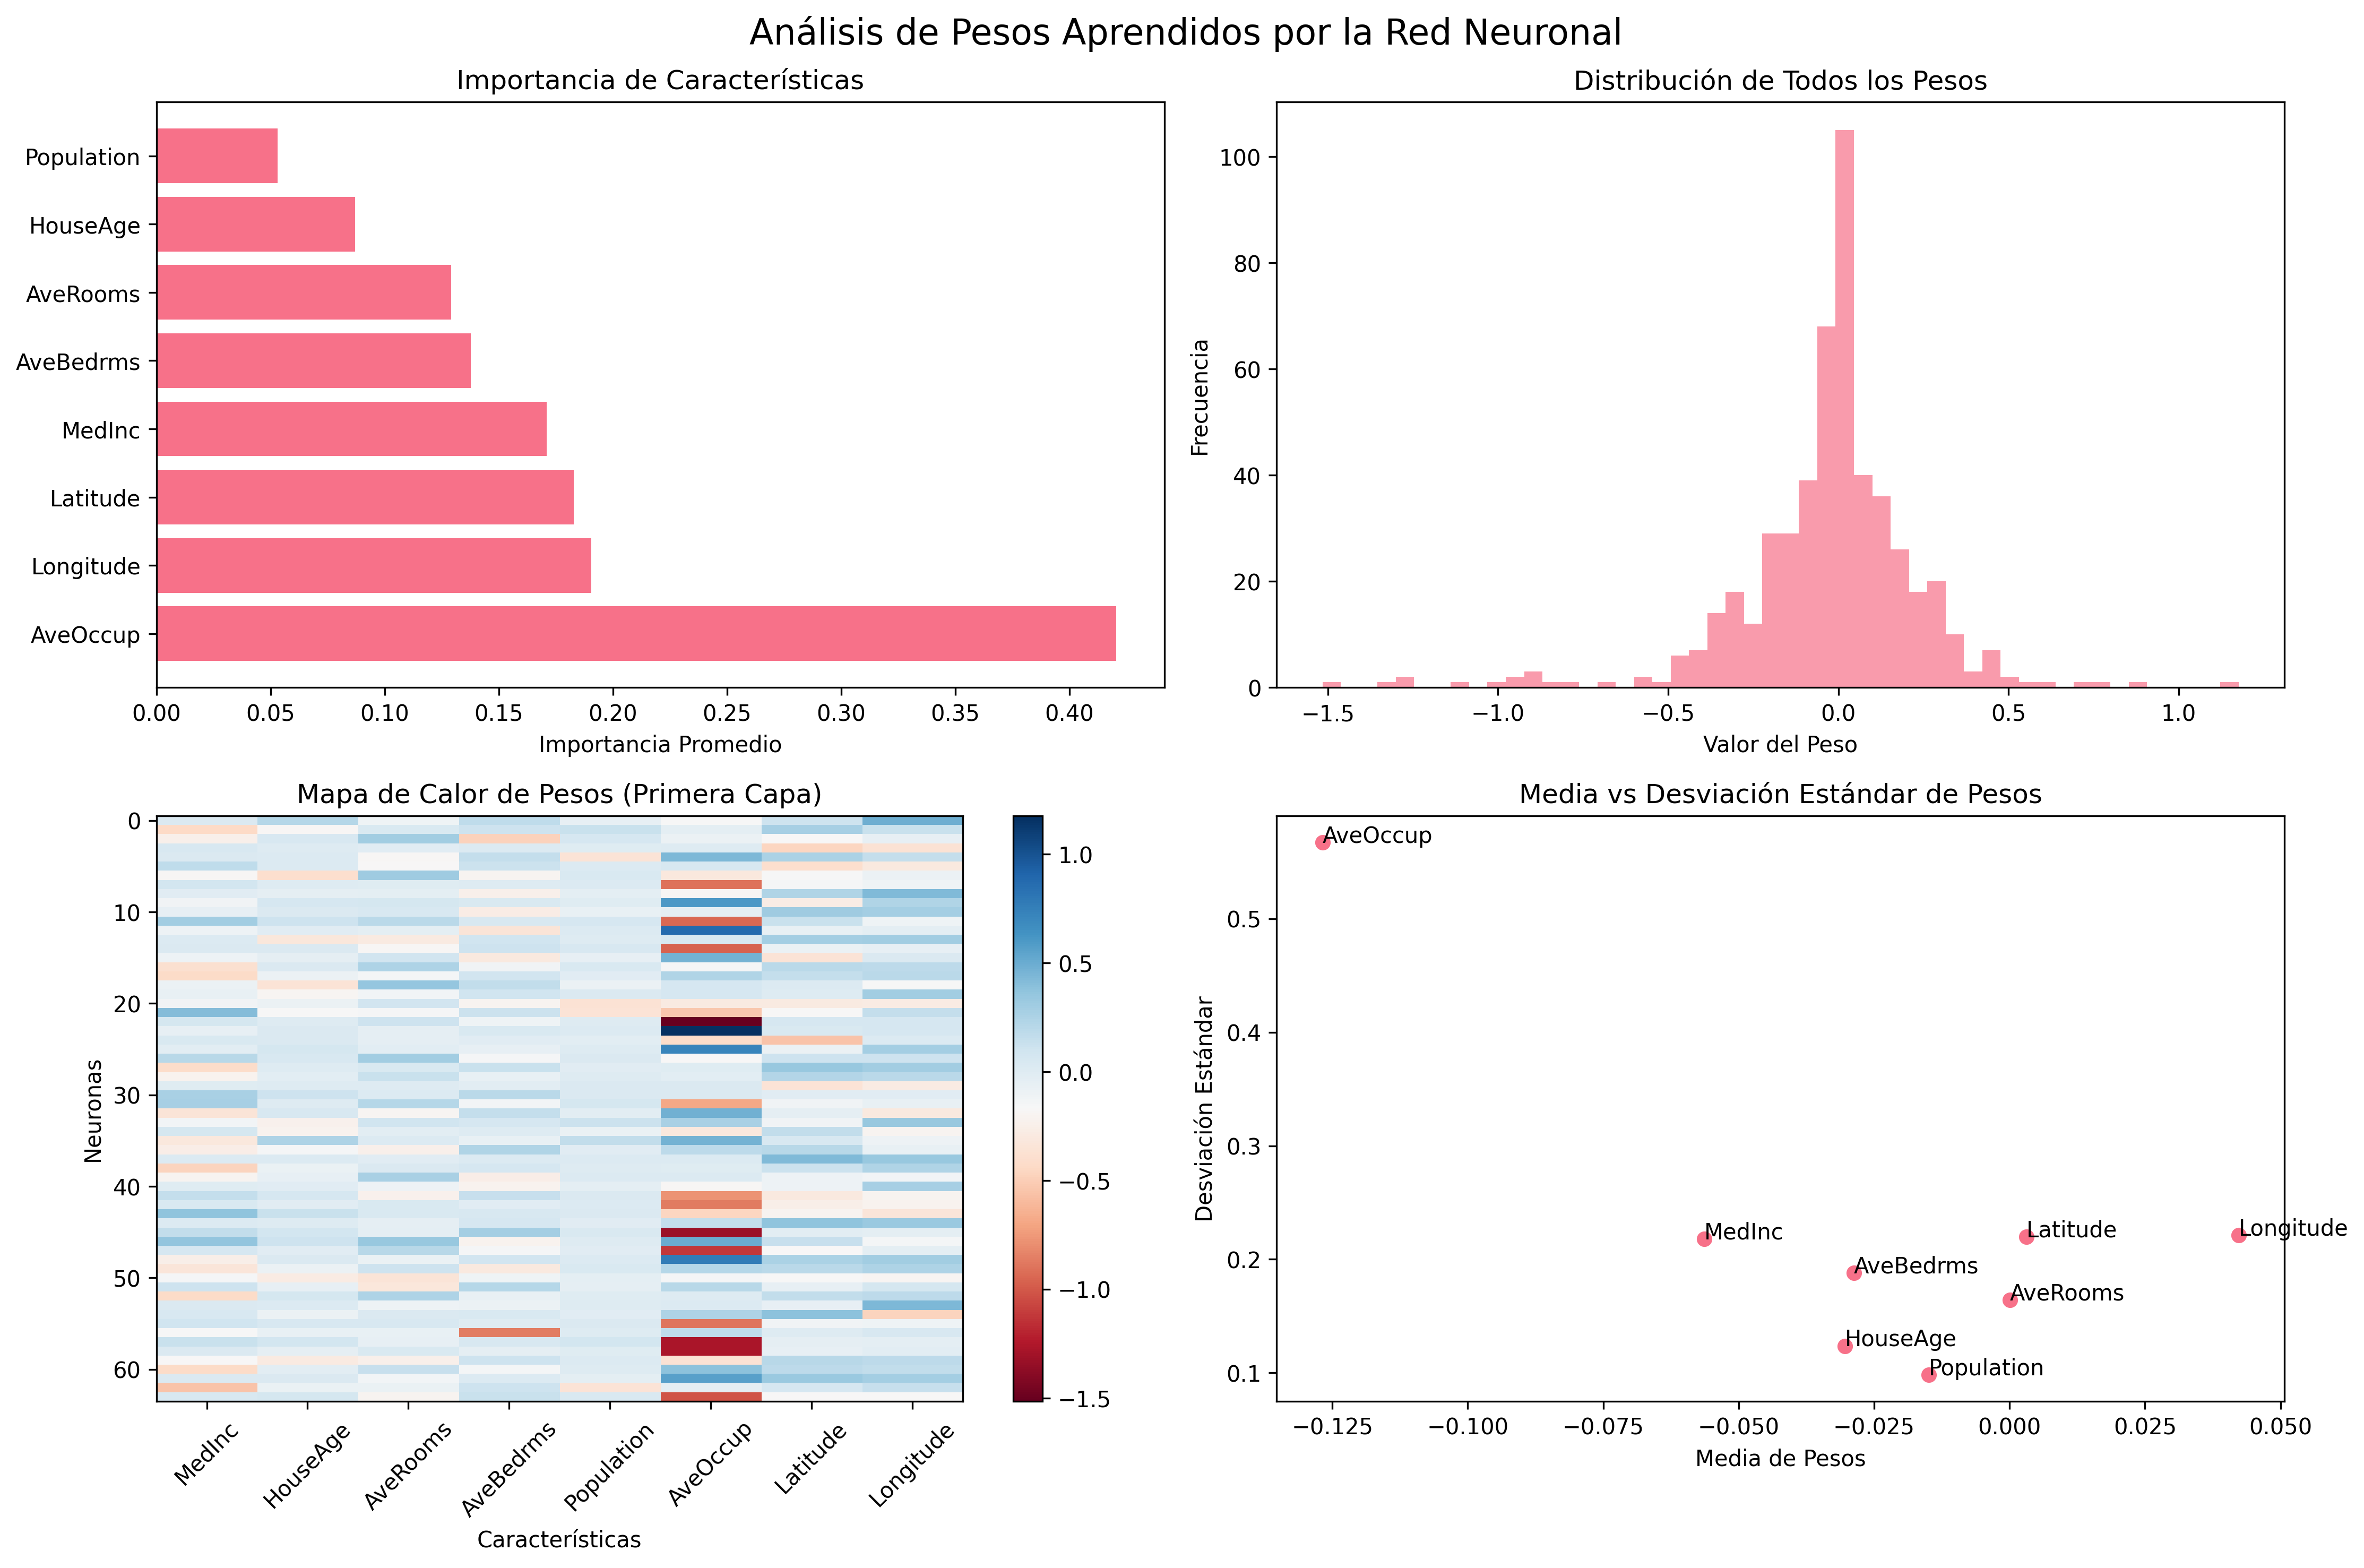 Análisis de Pesos Aprendidos por la Red Neuronal
Importancia de Características
Population
HouseAge
AveRooms
AveBedrms
MedInc
Latitude
Longitude
AveOccup
0.00 0.05 0.10 0.15 0.20 0.25 0.30 0.35 0.40
Importancia Promedio
Distribución de Todos los Pesos
Frecuencia
100
80
60
40
20
0
−1.5 −1.0 −0.5 0.0 0.5 1.0
Valor del Peso
Mapa de Calor de Pesos (Primera Capa)
Neuronas
0
10
20
30
40
50
60
MedInc HouseAge AveRooms AveBedrms Population AveOccup Latitude Longitude
Características
1.0
0.5
0.0
−0.5
−1.0
−1.5
Media vs Desviación Estándar de Pesos
Desviación Estándar
0.5
0.4
0.3
0.2
0.1
AveOccup
MedInc
Latitude
Longitude
AveBedrms
AveRooms
HouseAge
Population
−0.125 −0.100 −0.075 −0.050 −0.025 0.000 0.025 0.050
Media de Pesos